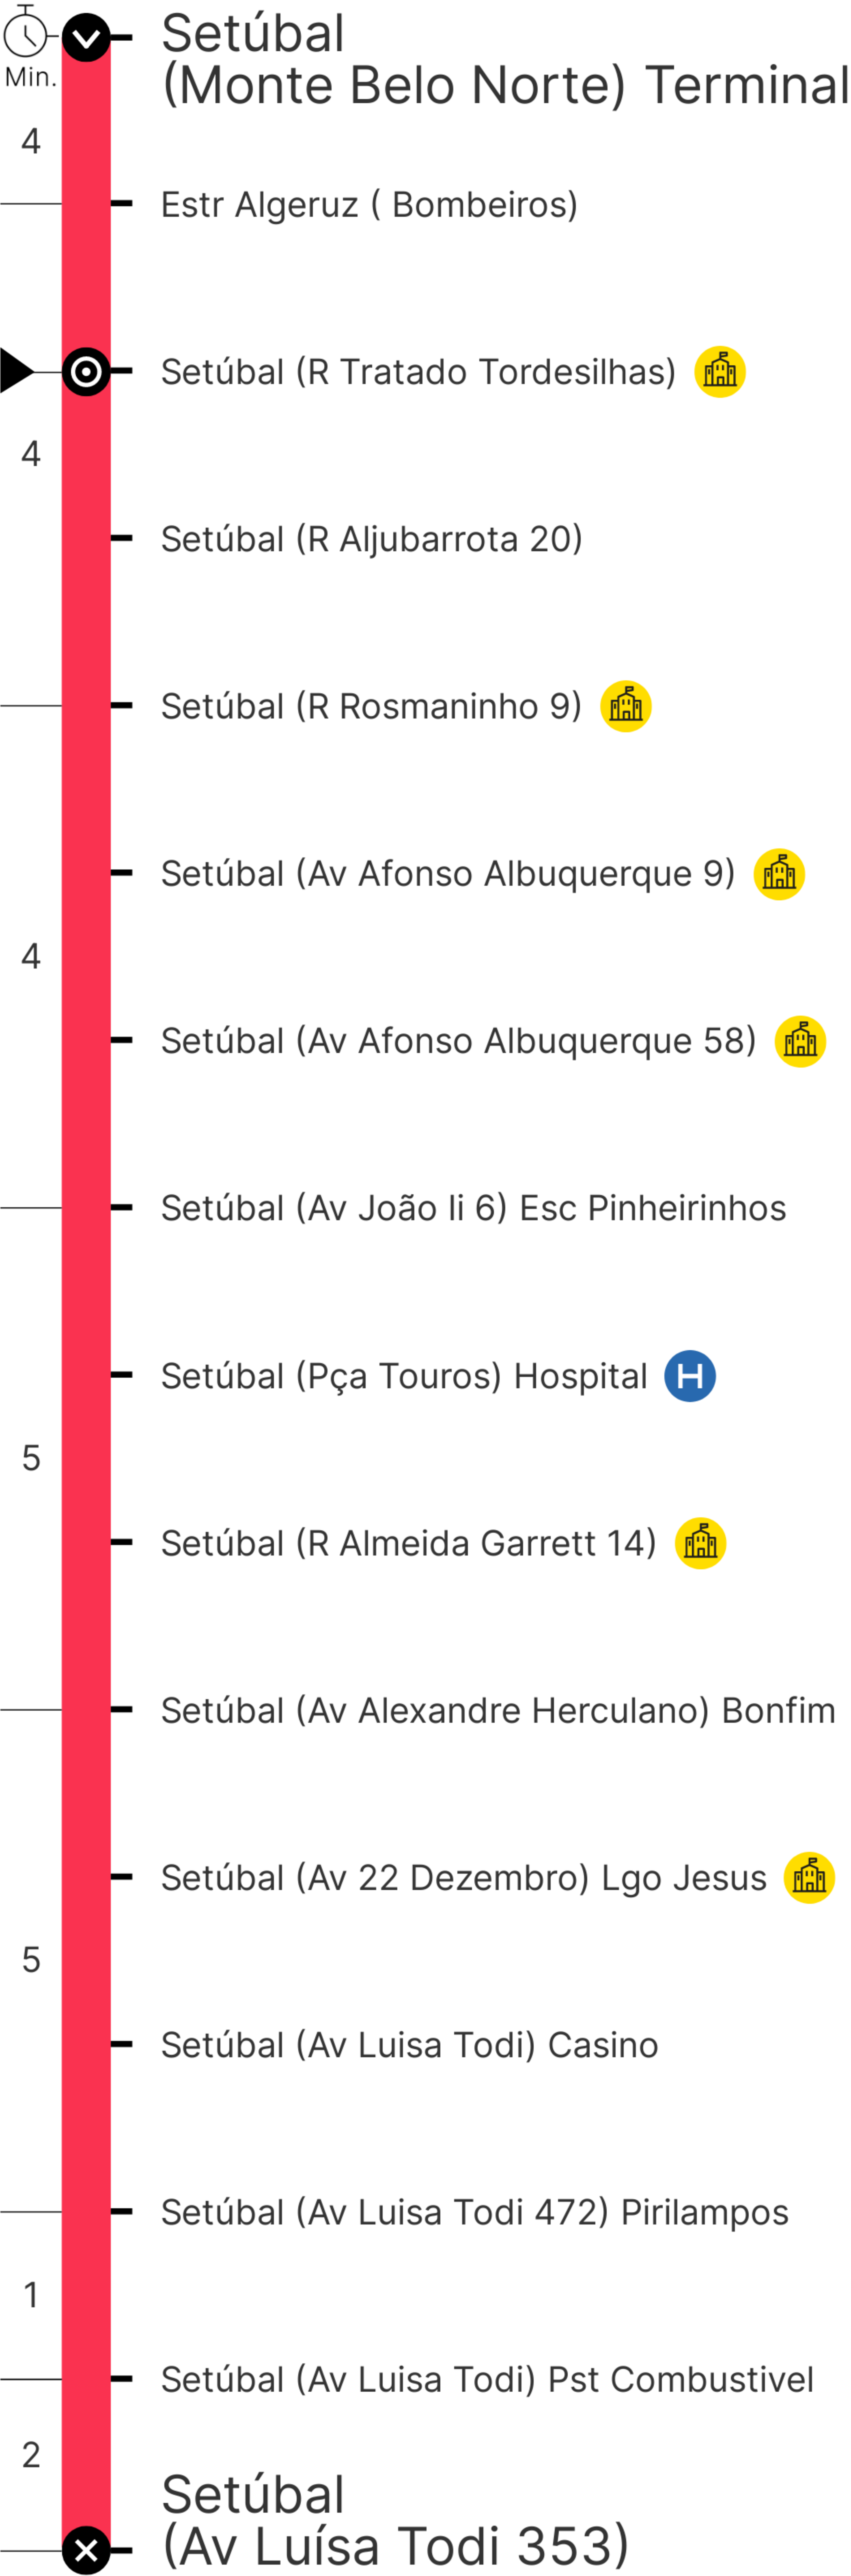 Setúbal
(Monte Belo Norte) Terminal
Min.
4
Estr Algeruz ( Bombeiros)
Setúbal (R Tratado Tordesilhas)
4
Setúbal (R Aljubarrota 20)
Setúbal (R Rosmaninho 9)
Setúbal (Av Afonso Albuquerque 9)
4
Setúbal (Av Afonso Albuquerque 58)
Setúbal (Av João Ii 6) Esc Pinheirinhos
Setúbal (Pça Touros) Hospital H
5
Setúbal (R Almeida Garrett 14)
Setúbal (Av Alexandre Herculano) Bonfim
Setúbal (Av 22 Dezembro) Lgo Jesus
5
Setúbal (Av Luisa Todi) Casino
Setúbal (Av Luisa Todi 472) Pirilampos
1
Setúbal (Av Luisa Todi) Pst Combustivel
2
Setúbal
(Av Luísa Todi 353)